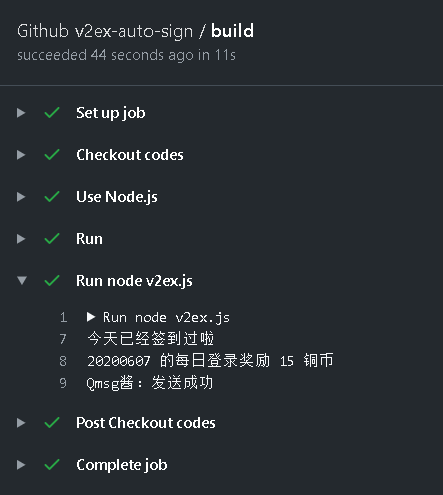 Github v2ex-auto-sign / build
succeeded 44 seconds ago in 11s
Set up job
Checkout codes
Use Node.js
Run
Run node v2ex.js
1 Run node v2ex.js
7 今天已经签到过啦
8 20200607 的每日登录奖励 15 铜币
9 Qmsg酱：发送成功
Post Checkout codes
Complete job